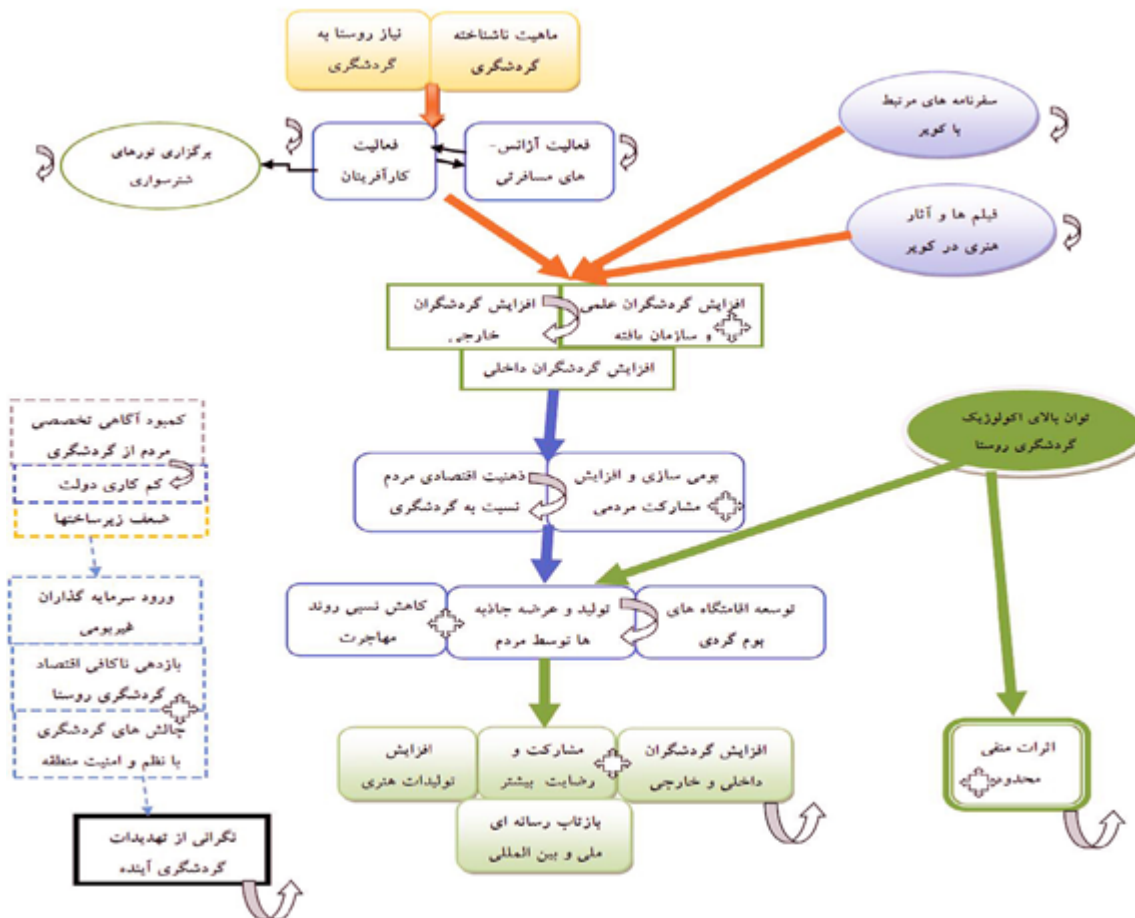 ماهیت ناشناخته
گردشگری
نیاز روستا به
گردشگری
سفرنامه های مرتبط
با کویر
فعالیت آژانس-
های مسافرتی
فعالیت
کارآفرینان
برگزاری تورهای
شترسواری
فیلم ها و آثار
هنری در کویر
افزایش گردشگران علمی
و سازمان یافته
افزایش گردشگران
خارجی
افزایش گردشگران داخلی
توان بالای اکولوژیک
گردشگری روستا
کمبود آگاهی تخصصی
مردم از گردشگری
کم کاری دولت
ضعف زیرساختها
بومی سازی و افزایش
مشارکت مردمی
ذهنیت اقتصادی مردم
نسبت به گردشگری
توسعه اقامتگاه های
بوم گردی
تولید و عرضه جاذبه
ها توسط مردم
کاهش نسبی روند
مهاجرت
ورود سرمایه گذاران
غیربومی
بازدهی ناکافی اقتصاد
گردشگری روستا
چالش های گردشگری
با نظم و امنیت منطقه
افزایش گردشگران
داخلی و خارجی
مشارکت و
رضایت بیشتر
افزایش
تولیدات هنری
بازتاب رسانه ای
ملی و بین المللی
اثرات منفی
محدود
نگرانی از تهدیدات
گردشگری آینده